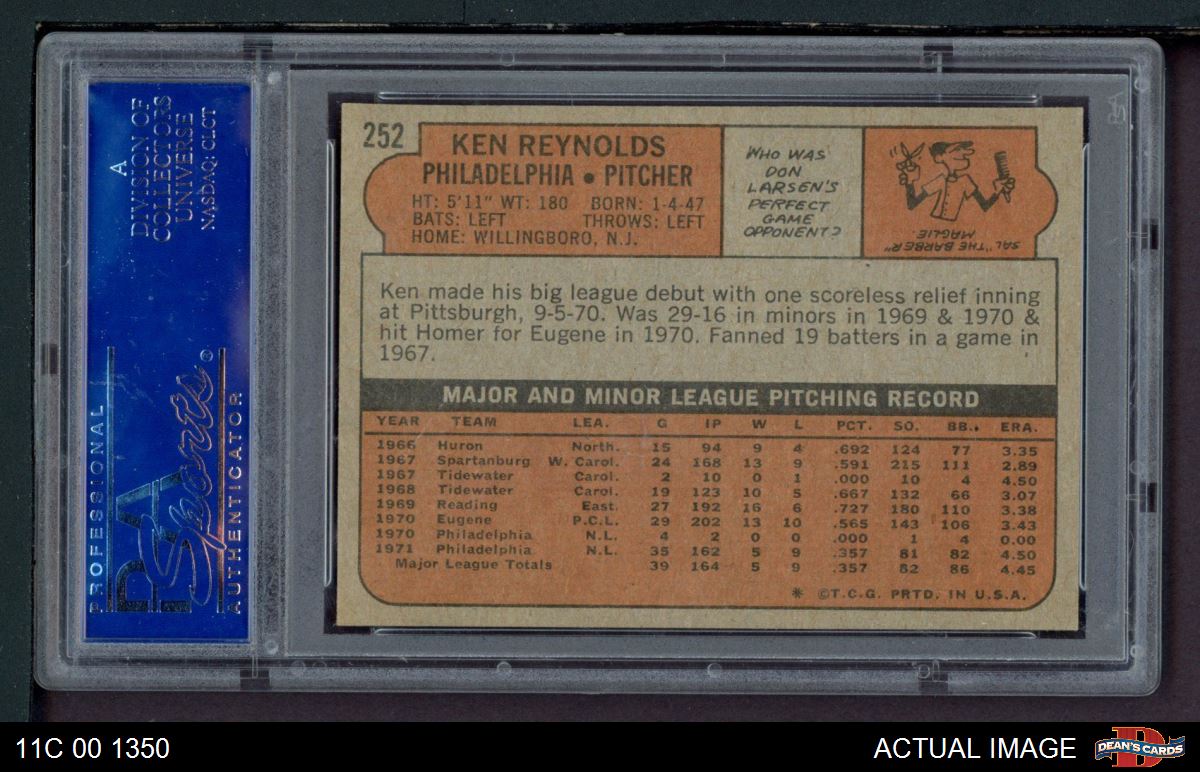 A
DIVISION OF
COLLECTORS
UNIVERSE
NASDAQ: CLCT
PROFESSIONAL
PSA
Sports®
AUTHENTICATOR
252
KEN REYNOLDS
PHILADELPHIA • PITCHER
HT: 5'11" WT: 180 BORN: 1-4-47
BATS: LEFT THROWS: LEFT
HOME: WILLINGBORO, N.J.
WHO WAS
DON
LARSEN'S
PERFECT
GAME
OPPONENT?
SAL "THE BARBER"
MAGLIE
Ken made his big league debut with one scoreless relief inning
at Pittsburgh, 9-5-70. Was 29-16 in minors in 1969 & 1970 &
hit Homer for Eugene in 1970. Fanned 19 batters in a game in
1967.
MAJOR AND MINOR LEAGUE PITCHING RECORD
YEAR TEAM LEA. G IP W L PCT. SO. BB. ERA.
1966 Huron North. 15 94 9 4 .692 124 77 3.35
1967 Spartanburg W. Carol. 24 168 13 9 .591 215 111 2.89
1967 Tidewater Carol. 2 10 0 1 .000 10 4 4.50
1968 Tidewater Carol. 19 123 10 5 .667 132 66 3.07
1969 Reading East. 27 192 16 6 .727 180 110 3.38
1970 Eugene P.C.L. 29 202 13 10 .565 143 106 3.43
1970 Philadelphia N.L. 4 2 0 0 .000 1 4 0.00
1971 Philadelphia N.L. 35 162 5 9 .357 81 82 4.50
Major League Totals 39 164 5 9 .357 82 86 4.45
* ©T.C.G. PRTD. IN U.S.A.
11C 00 1350
ACTUAL IMAGE
D
DEAN'S CARDS